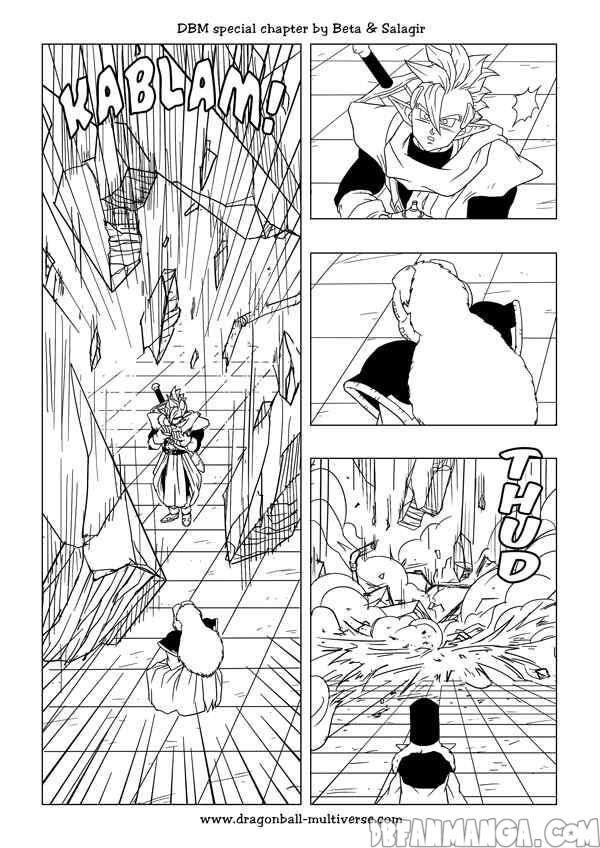 DBM special chapter by Beta & Salagir
KABLAM!
THUD
www.dragonball-multiverse.com
DBFANMANGA.COM